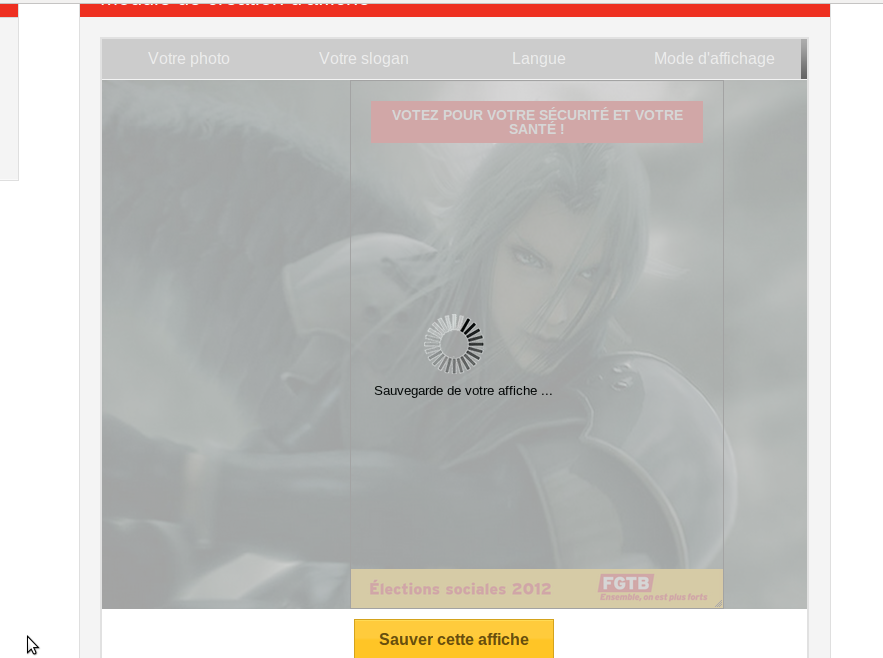 Votre photo
Votre slogan
Langue
Mode d'affichage
VOTEZ POUR VOTRE SÉCURITÉ ET VOTRE
SANTÉ !
Sauvegarde de votre affiche ...
Élections sociales 2012
FGTB
Ensemble, on est plus forts
Sauver cette affiche